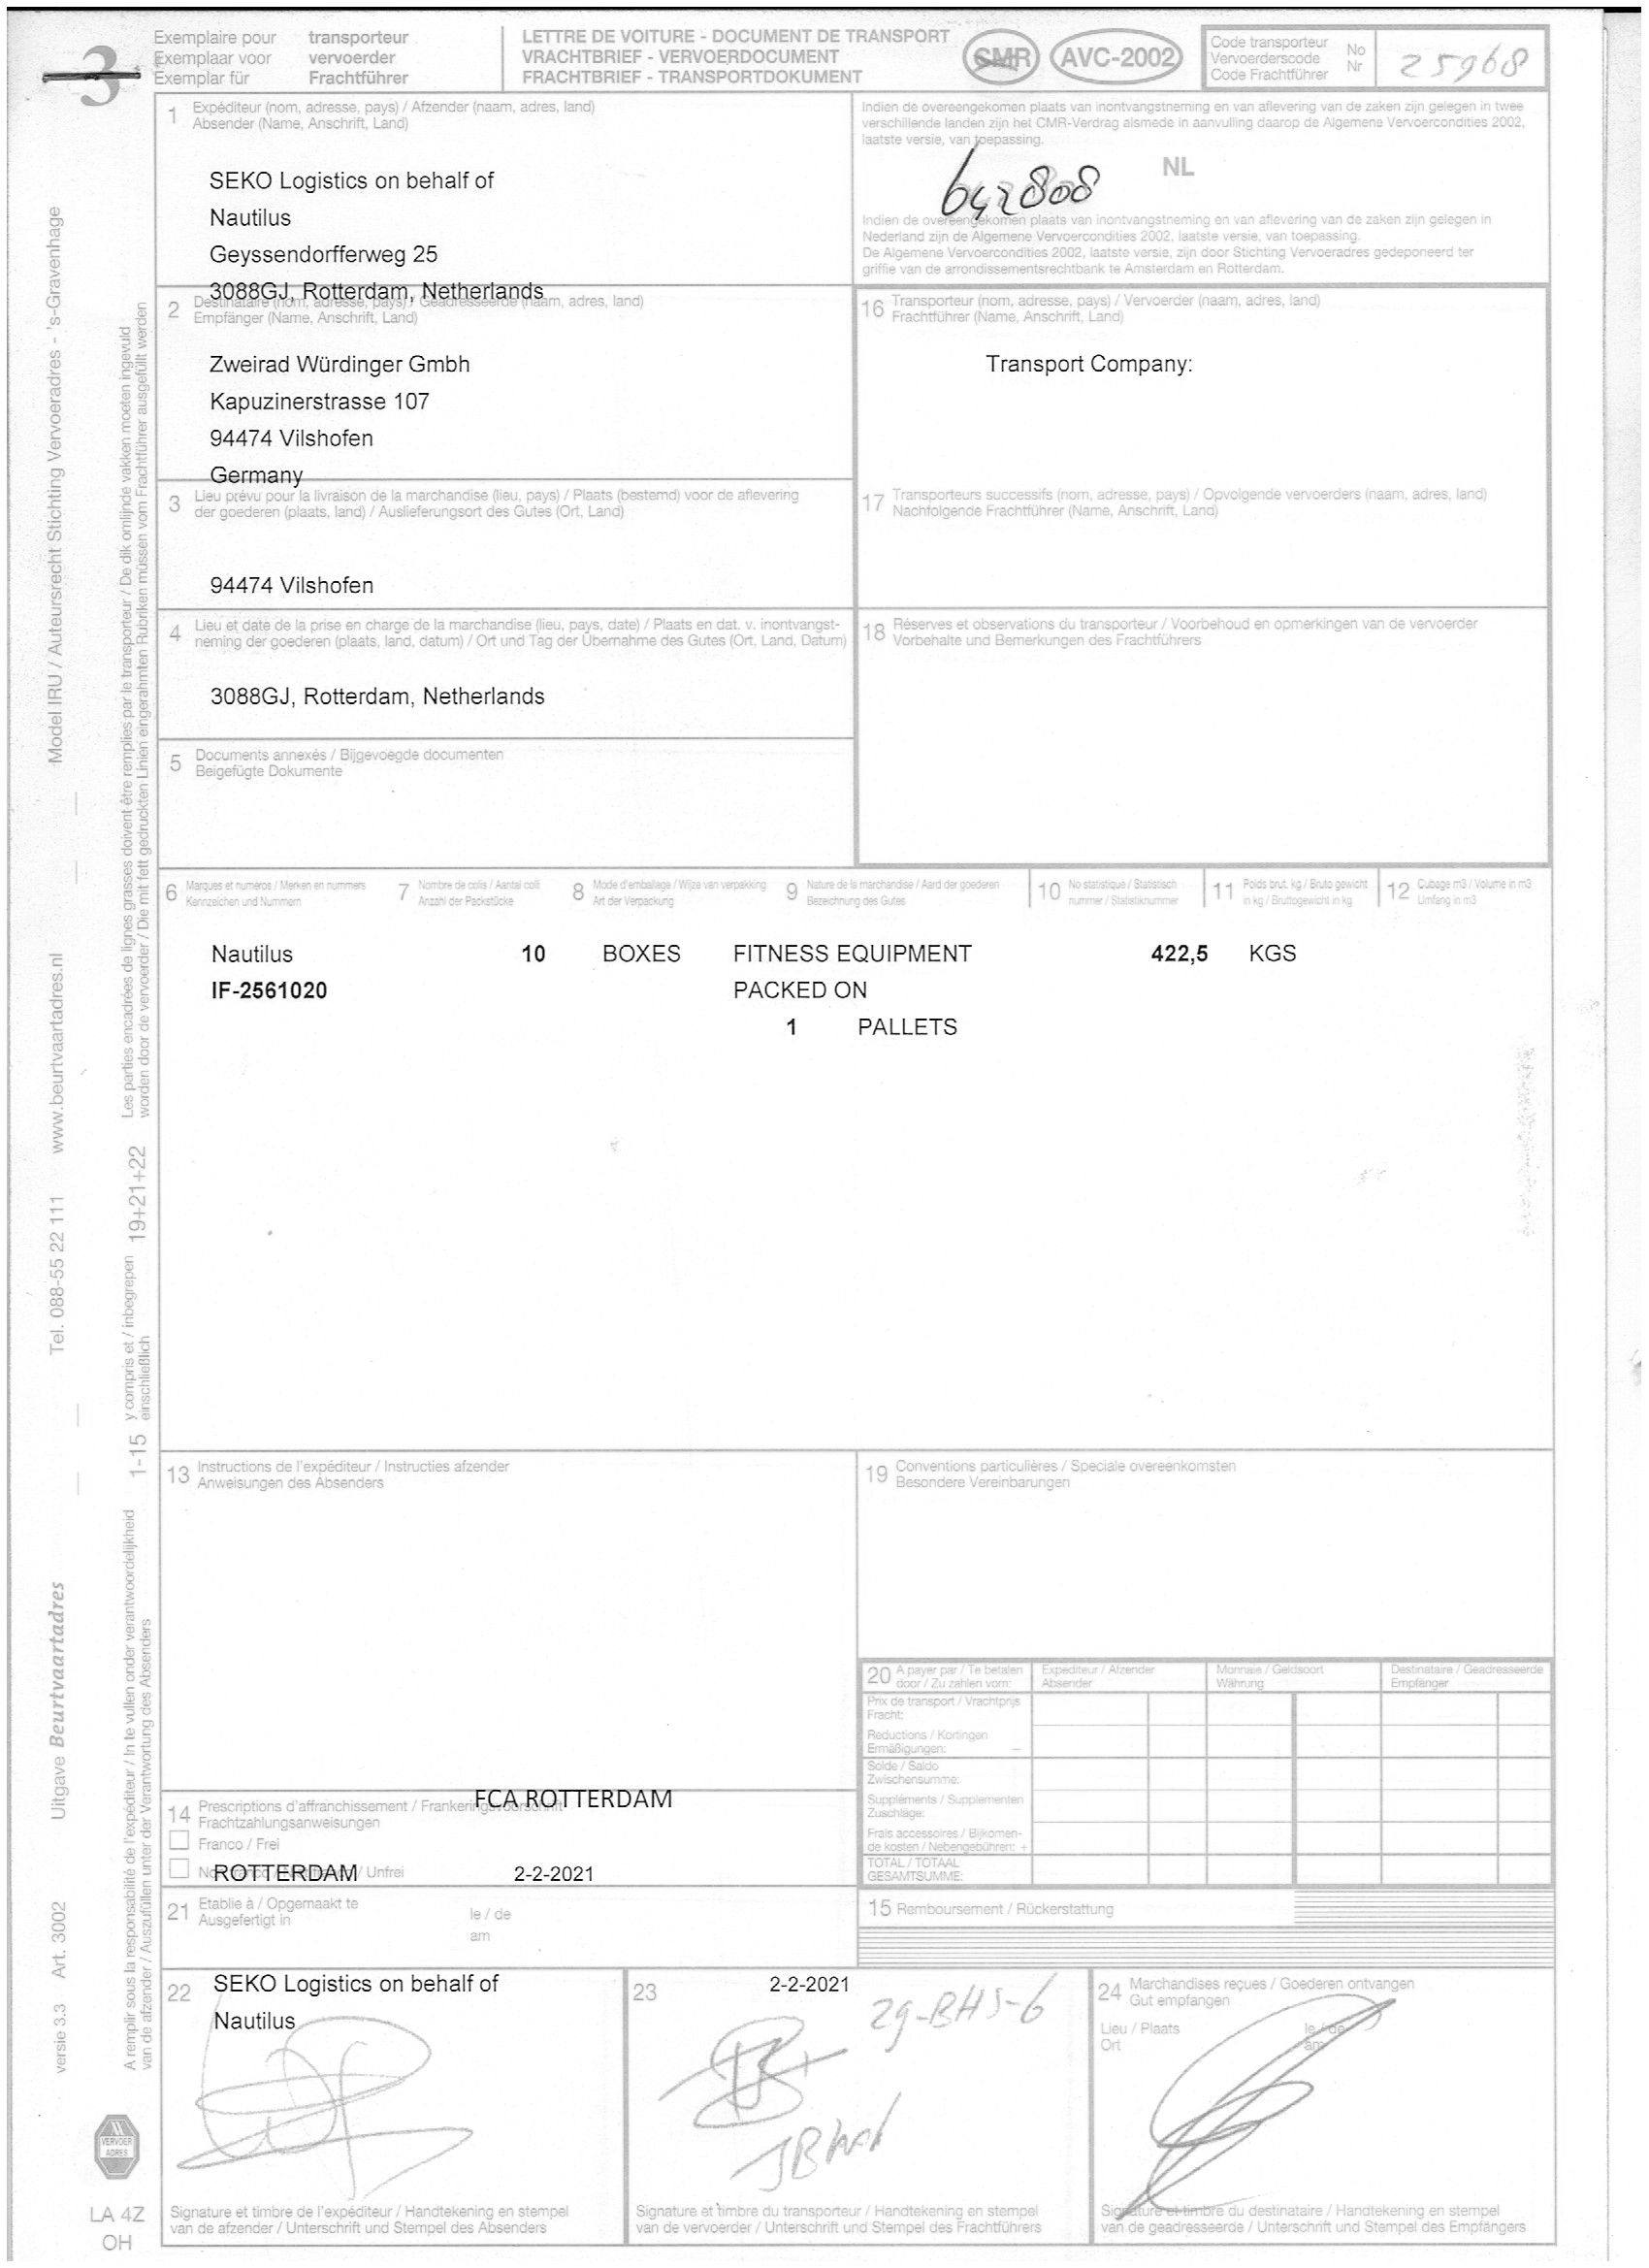 3
Exemplaire pour transporteur
Exemplaar voor vervoerder
Exemplar für Frachtführer
LETTRE DE VOITURE - DOCUMENT DE TRANSPORT
VRACHTBRIEF - VERVOERDOCUMENT
FRACHTBRIEF - TRANSPORTDOKUMENT
CMR AVC-2002
Code transporteur No
Vervoerderscode Nr
Code Frachtführer
25968
1 Expéditeur (nom, adresse, pays) / Afzender (naam, adres, land)
Absender (Name, Anschrift, Land)
SEKO Logistics on behalf of
Nautilus
Geyssendorfferweg 25
3088GJ, Rotterdam, Netherlands
Indien de overeengekomen plaats van inontvangstneming en van aflevering van de zaken zijn gelegen in twee
verschillende landen zijn het CMR-Verdrag alsmede in aanvulling daarop de Algemene Vervoercondities 2002,
laatste versie, van toepassing.
NL
642808
Indien de overeengekomen plaats van inontvangstneming en van aflevering van de zaken zijn gelegen in
Nederland zijn de Algemene Vervoercondities 2002, laatste versie, van toepassing.
De Algemene Vervoercondities 2002, laatste versie, zijn door Stichting Vervoeradres gedeponeerd ter
griffie van de arrondissementsrechtbank te Amsterdam en Rotterdam.
2 Destinataire (nom, adresse, pays) / Geadresseerde (naam, adres, land)
Empfänger (Name, Anschrift, Land)
Zweirad Würdinger Gmbh
Kapuzinerstrasse 107
94474 Vilshofen
Germany
16 Transporteur (nom, adresse, pays) / Vervoerder (naam, adres, land)
Frachtführer (Name, Anschrift, Land)
Transport Company:
3 Lieu prévu pour la livraison de la marchandise (lieu, pays) / Plaats (bestemd) voor de aflevering
der goederen (plaats, land) / Auslieferungsort des Gutes (Ort, Land)
94474 Vilshofen
17 Transporteurs successifs (nom, adresse, pays) / Opvolgende vervoerders (naam, adres, land)
Nachfolgende Frachtführer (Name, Anschrift, Land)
4 Lieu et date de la prise en charge de la marchandise (lieu, pays, date) / Plaats en dat. v. inontvangst-
neming der goederen (plaats, land, datum) / Ort und Tag der Übernahme des Gutes (Ort, Land, Datum)
3088GJ, Rotterdam, Netherlands
18 Réserves et observations du transporteur / Voorbehoud en opmerkingen van de vervoerder
Vorbehalte und Bemerkungen des Frachtführers
5 Documents annexés / Bijgevoegde documenten
Beigefügte Dokumente
6 Marques et numéros / Merken en nummers
Kennzeichen und Nummern
7 Nombre de colis / Aantal colli
Anzahl der Packstücke
8 Mode d'emballage / Wijze van verpakking
Art der Verpackung
9 Nature de la marchandise / Aard der goederen
Bezeichnung des Gutes
10 No statistique / Statistisch
nummer / Statistiknummer
11 Poids brut. kg / Bruto gewicht
in kg / Bruttogewicht in kg
12 Cubage m3 / Volume in m3
Umfang in m3
Nautilus 10 BOXES FITNESS EQUIPMENT 422,5 KGS
IF-2561020 PACKED ON
1 PALLETS
13 Instructions de l'expéditeur / Instructies afzender
Anweisungen des Absenders
19 Conventions particulières / Speciale overeenkomsten
Besondere Vereinbarungen
20 A payer par / Te betalen
door / Zu zahlen vom:
Expéditeur / Afzender
Absender
Monnaie / Geldsoort
Währung
Destinataire / Geadresseerde
Empfänger
Prix de transport / Vrachtprijs
Fracht:
Reductions / Kortingen
Ermäßigungen: –
Solde / Saldo
Zwischensumme:
Suppléments / Supplementen
Zuschläge:
Frais accessoires / Bijkomen-
de kosten / Nebengebühren: +
TOTAL / TOTAAL
GESAMTSUMME:
FCA ROTTERDAM
14 Prescriptions d'affranchissement / Frankeringsvoorschrift
Frachtzahlungsanweisungen
Franco / Frei
/ Unfrei
ROTTERDAM 2-2-2021
21 Etablie à / Opgemaakt te le / de
Ausgefertigt in am
15 Remboursement / Rückerstattung
22 SEKO Logistics on behalf of
Nautilus
Signature et timbre de l'expéditeur / Handtekening en stempel
van de afzender / Unterschrift und Stempel des Absenders
23 2-2-2021
29-BHS-6
Signature et timbre du transporteur / Handtekening en stempel
van de vervoerder / Unterschrift und Stempel des Frachtführers
24 Marchandises reçues / Goederen ontvangen
Gut empfangen
Lieu / Plaats le / de
Ort am
Signature et timbre du destinataire / Handtekening en stempel
van de geadresseerde / Unterschrift und Stempel des Empfängers
Model IRU / Auteursrecht Stichting Vervoeradres - 's-Gravenhage
www.beurtvaartadres.nl
Tel. 088-55 22 111
Uitgave Beurtvaartadres
Art. 3002
versie 3.3
Les parties encadrées de lignes grasses doivent être remplies par le transporteur / De dik omlijnde vakken moeten ingevuld
worden door de vervoerder / Die mit fett gedruckten Linien eingerahmten Rubriken müssen vom Frachtführer ausgefüllt werden
19+21+22
y compris et / inbegrepen
einschließlich
1-15
A remplir sous la responsabilité de l'expéditeur / In te vullen onder verantwoordelijkheid
van de afzender / Auszufüllen unter der Verantwortung des Absenders
VERVOER
ADRES
LA 4Z
OH